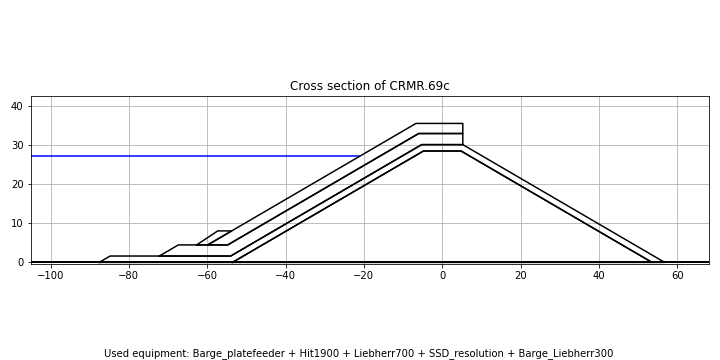 Cross section of CRMR.69c
40
30
20
10
0
−100 −80 −60 −40 −20 0 20 40 60
Used equipment: Barge_platefeeder + Hit1900 + Liebherr700 + SSD_resolution + Barge_Liebherr300